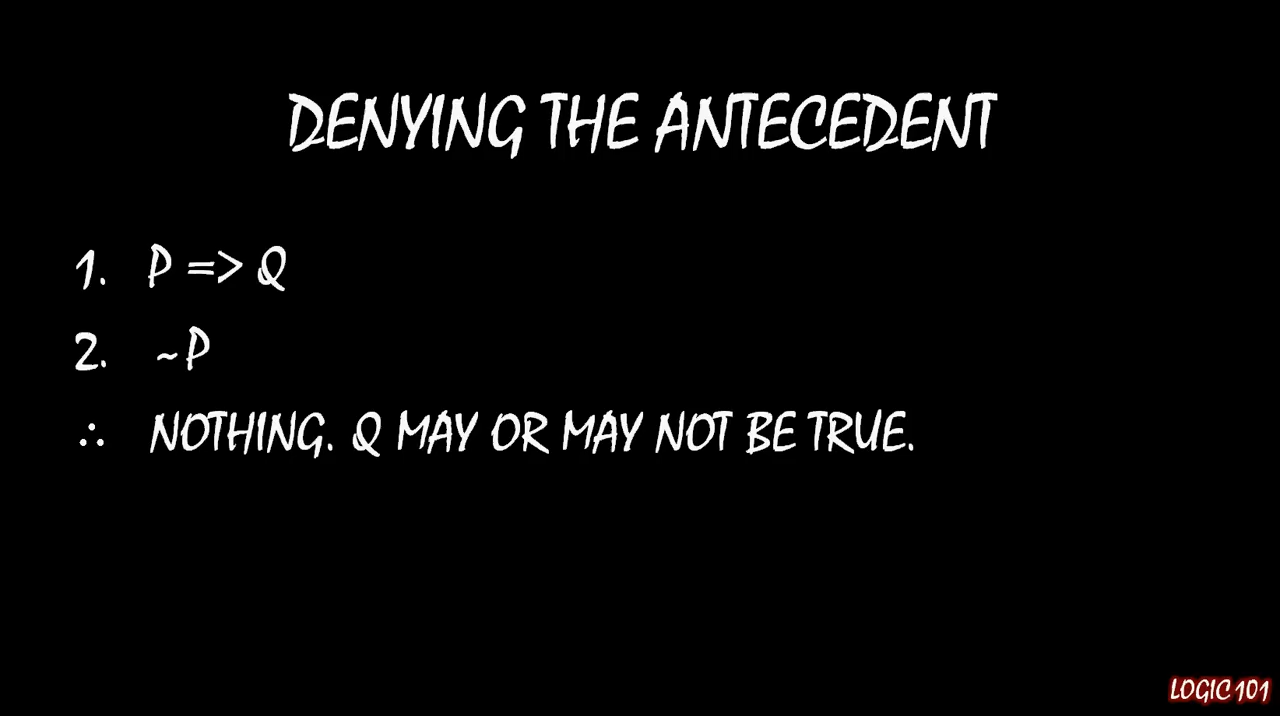 DENYING THE ANTECEDENT
1. P => Q
2. ~P
∴ NOTHING. Q MAY OR MAY NOT BE TRUE.
LOGIC 101